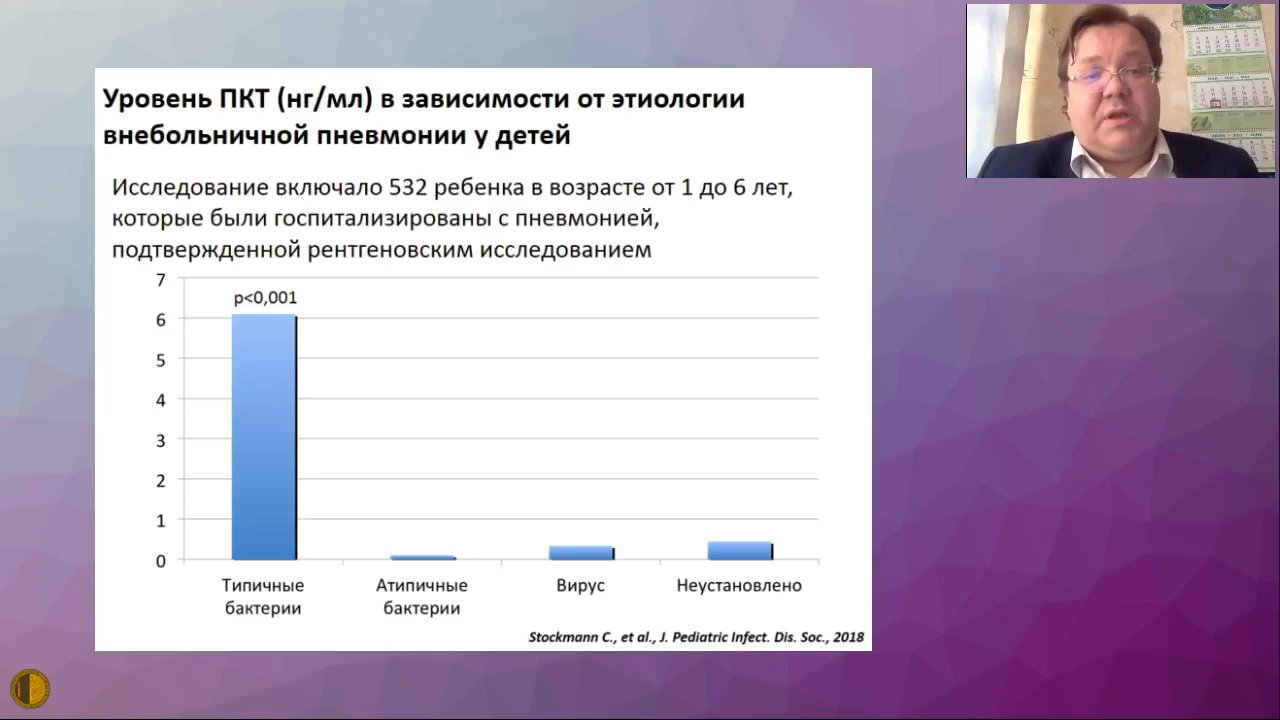 Уровень ПКТ (нг/мл) в зависимости от этиологии
внебольничной пневмонии у детей
Исследование включало 532 ребенка в возрасте от 1 до 6 лет,
которые были госпитализированы с пневмонией,
подтвержденной рентгеновским исследованием
7
p<0,001
6
5
4
3
2
1
0
Типичные
бактерии
Атипичные
бактерии
Вирус
Неустановлено
Stockmann C., et al., J. Pediatric Infect. Dis. Soc., 2018